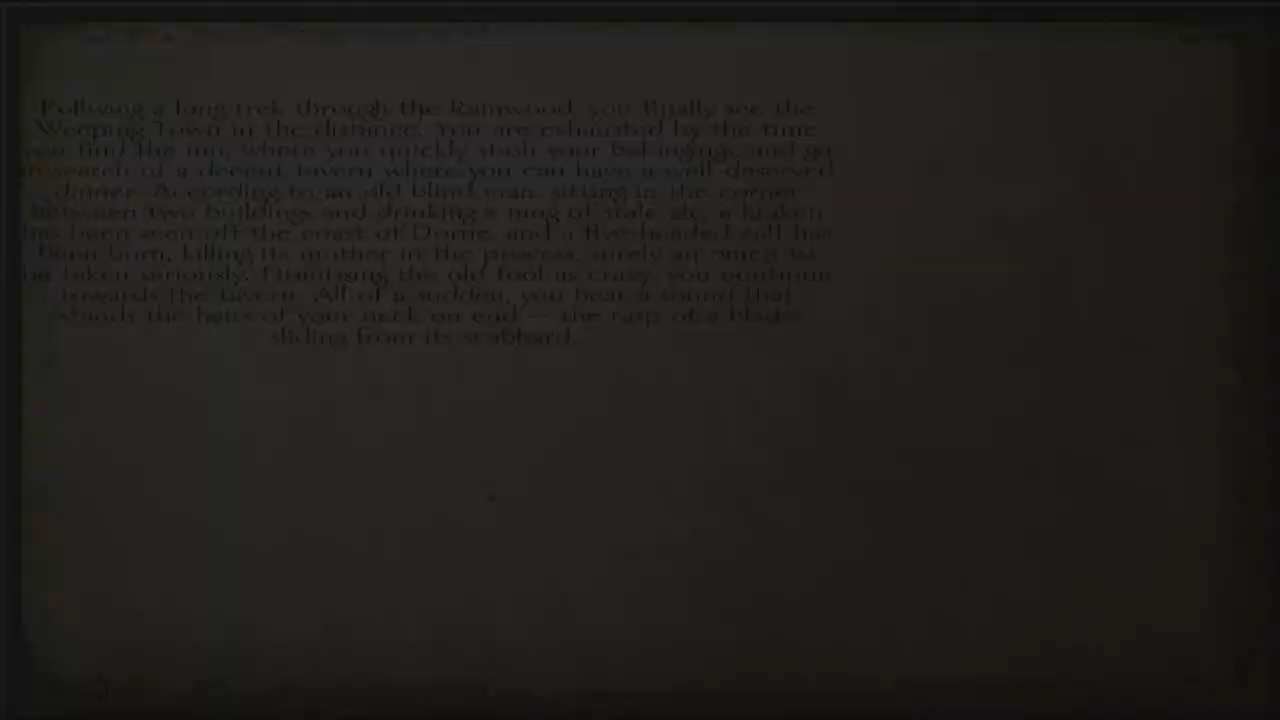 Following a long trek through the Rainwood, you finally see the
Weeping Town in the distance. You are exhausted by the time
you find the inn, where you quickly stash your belongings and go
in search of a decent tavern where you can have a well-deserved
dinner. According to an old blind man, sitting in the corner
between two buildings and drinking a mug of stale ale, a kraken
has been seen off the coast of Dorne, and a five-headed calf has
been born, killing its mother in the process, surely an omen to
be taken seriously. Dismissing the old fool as crazy, you continue
towards the tavern. All of a sudden, you hear a sound that
stands the hairs of your neck on end — the rasp of a blade
sliding from its scabbard.